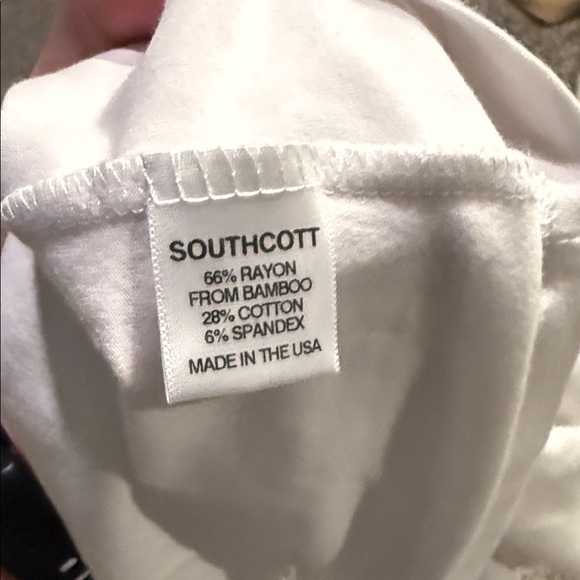 SOUTHCOTT
66% RAYON
FROM BAMBOO
28% COTTON
6% SPANDEX
MADE IN THE USA